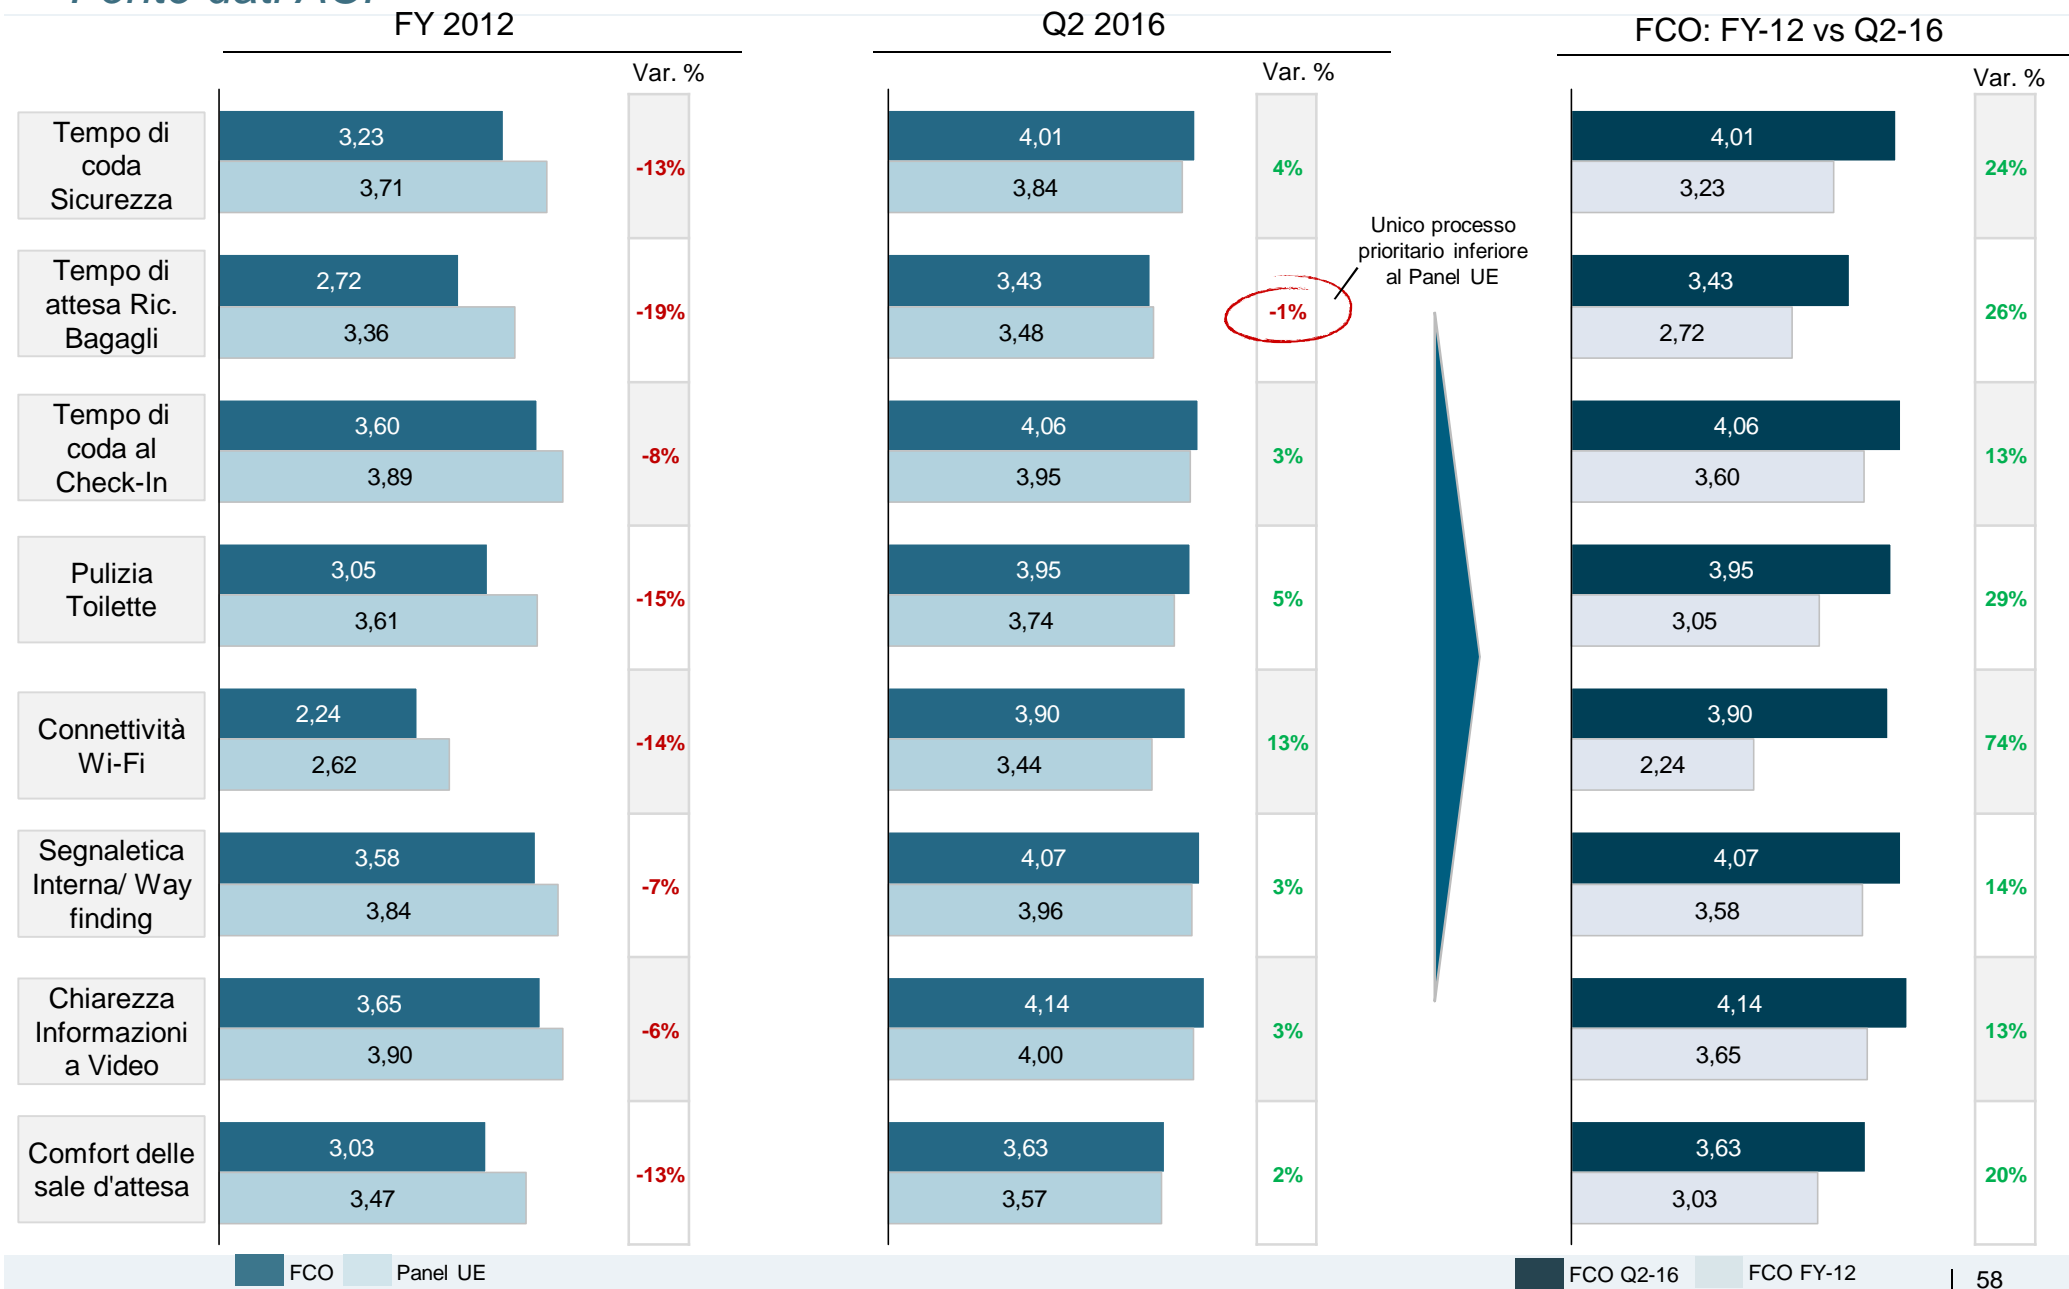 FY 2012
Q2 2016
FCO: FY-12 vs Q2-16
Var. %
Var. %
Var. %
Tempo di
coda
Sicurezza
3,23
3,71
-13%
4,01
3,84
4%
4,01
3,23
24%
Unico processo
prioritario inferiore
al Panel UE
Tempo di
attesa Ric.
Bagagli
2,72
3,36
-19%
3,43
3,48
-1%
3,43
2,72
26%
Tempo di
coda al
Check-In
3,60
3,89
-8%
4,06
3,95
3%
4,06
3,60
13%
Pulizia
Toilette
3,05
3,61
-15%
3,95
3,74
5%
3,95
3,05
29%
Connettività
Wi-Fi
2,24
2,62
-14%
3,90
3,44
13%
3,90
2,24
74%
Segnaletica
Interna/ Way
finding
3,58
3,84
-7%
4,07
3,96
3%
4,07
3,58
14%
Chiarezza
Informazioni
a Video
3,65
3,90
-6%
4,14
4,00
3%
4,14
3,65
13%
Comfort delle
sale d'attesa
3,03
3,47
-13%
3,63
3,57
2%
3,63
3,03
20%
FCO
Panel UE
FCO Q2-16
FCO FY-12
58